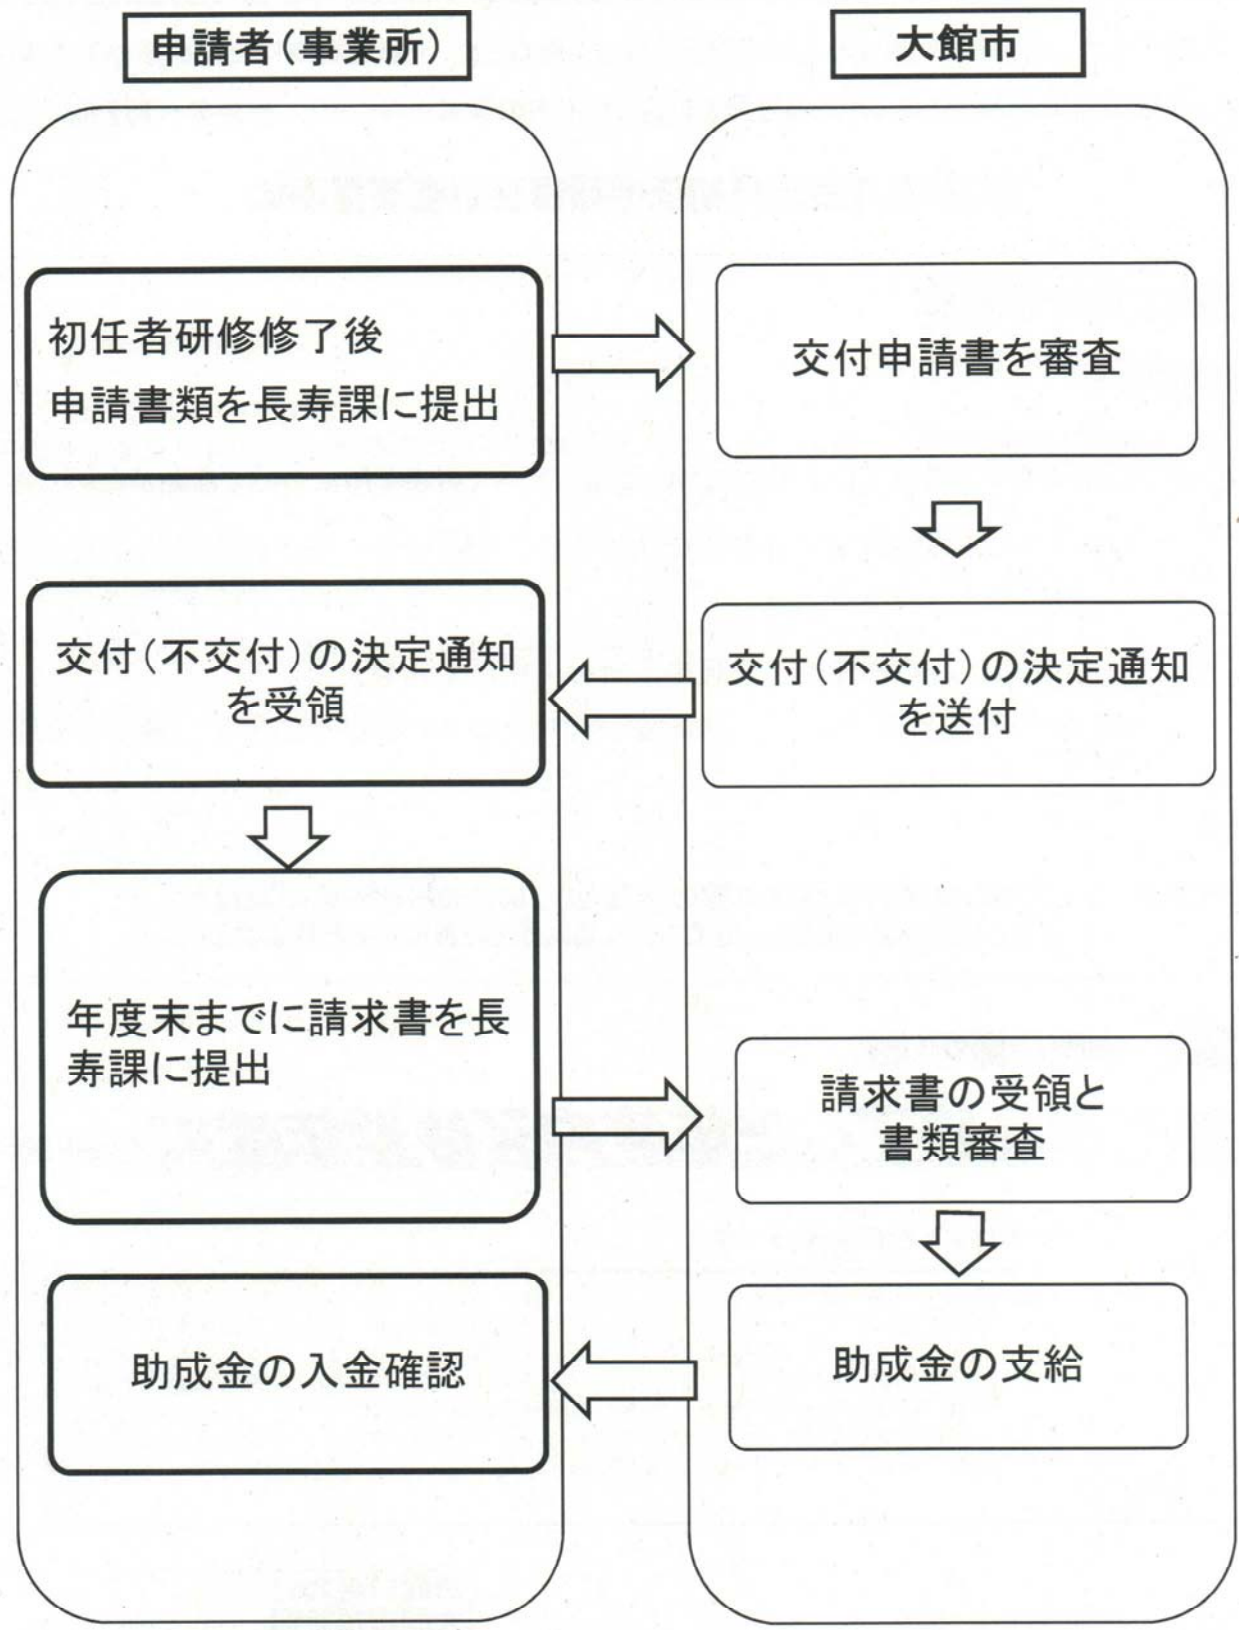 申請者（事業所）
大館市
初任者研修修了後
申請書類を長寿課に提出
交付申請書を審査
交付（不交付）の決定通知
を送付
交付（不交付）の決定通知
を受領
年度末までに請求書を長
寿課に提出
請求書の受領と
書類審査
助成金の支給
助成金の入金確認